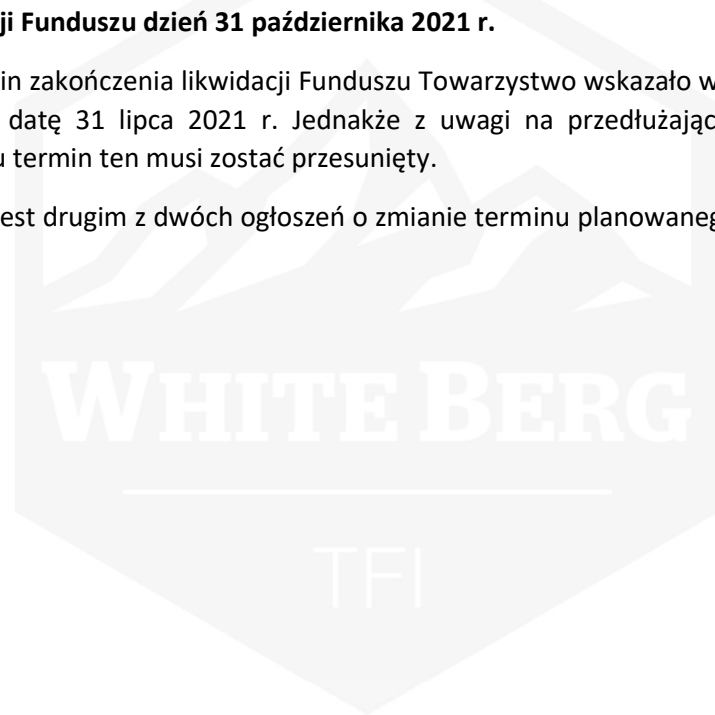 ji Funduszu dzień 31 października 2021 r.
in zakończenia likwidacji Funduszu Towarzystwo wskazało w
datę 31 lipca 2021 r. Jednakże z uwagi na przedłużając
u termin ten musi zostać przesunięty.
est drugim z dwóch ogłoszeń o zmianie terminu planowaneg
WHITE BERG
TFI